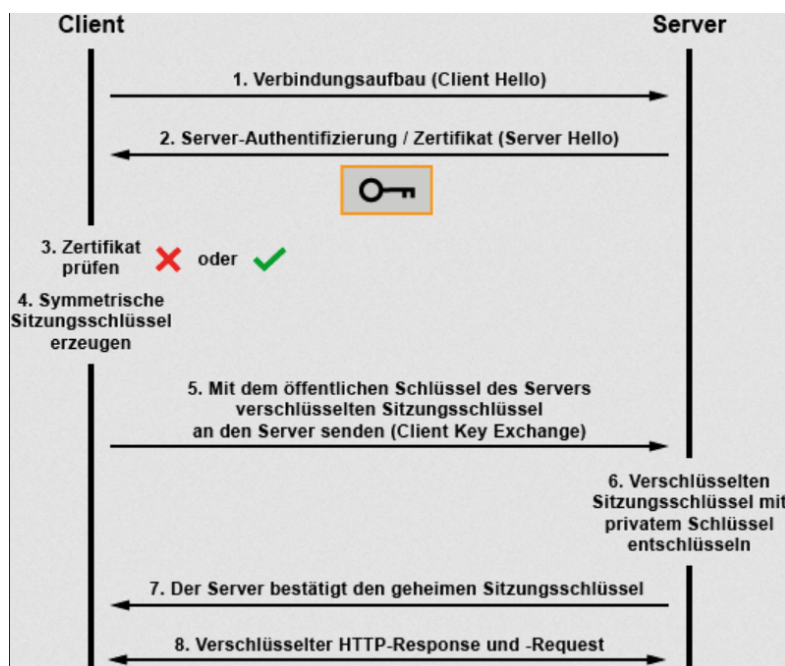 Client
Server
1. Verbindungsaufbau (Client Hello)
2. Server-Authentifizierung / Zertifikat (Server Hello)
3. Zertifikat
prüfen
oder
4. Symmetrische
Sitzungsschlüssel
erzeugen
5. Mit dem öffentlichen Schlüssel des Servers
verschlüsselten Sitzungsschlüssel
an den Server senden (Client Key Exchange)
6. Verschlüsselten
Sitzungsschlüssel mit
privatem Schlüssel
entschlüsseln
7. Der Server bestätigt den geheimen Sitzungsschlüssel
8. Verschlüsselter HTTP-Response und -Request